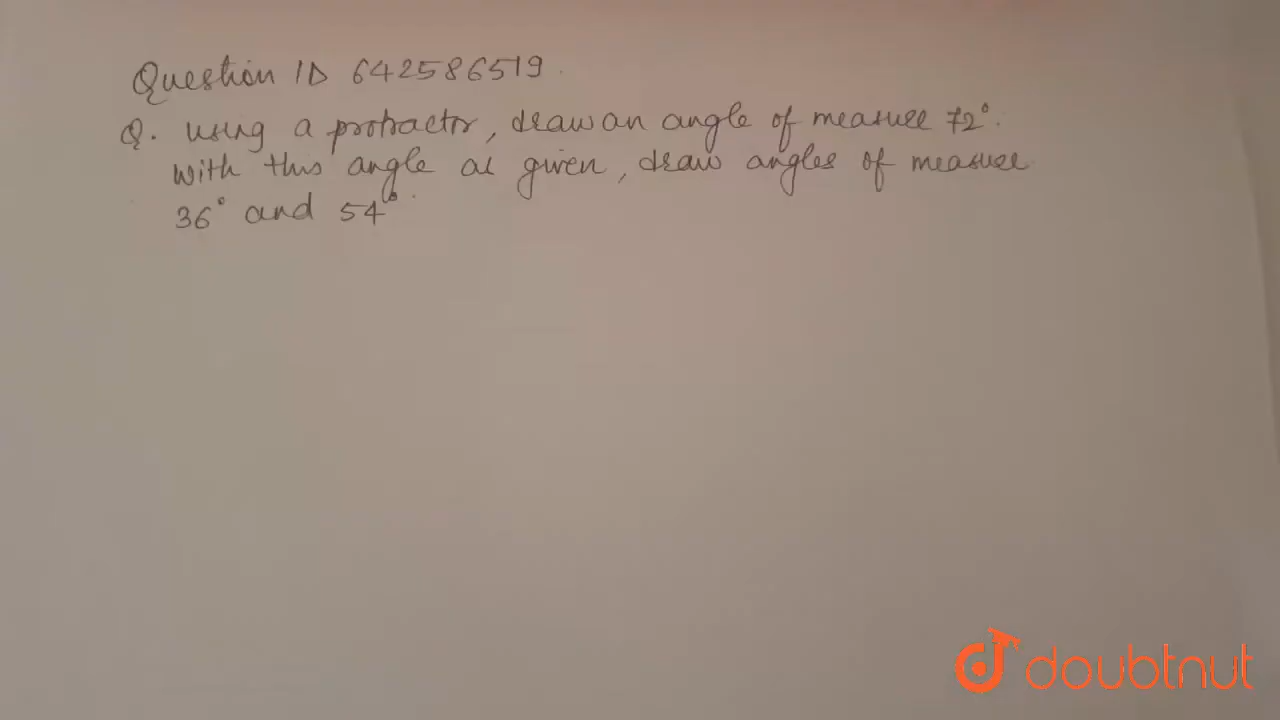 Question ID 642586519.
Q. using a protractor, draw an angle of measure 72°.
With this angle as given, draw angles of measure
36° and 54°.
doubtnut